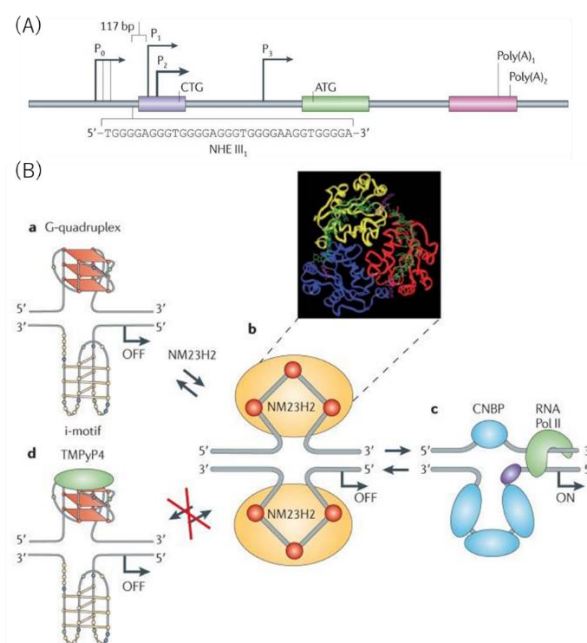 (A)
117 bp
P0 P1 P2 P3
CTG
ATG
Poly(A)1
Poly(A)2
5'-TGGGGAGGGTGGGGAGGGTGGGGAAGGTGGGGA-3'
NHE III1
(B)
a G-quadruplex
5' 3'
3' 5'
OFF
i-motif
NM23H2
b
NM23H2
5' 3'
3' 5'
OFF
NM23H2
c
CNBP
RNA
Pol II
5' 3'
3' 5'
ON
d TMPyP4
5' 3'
3' 5'
OFF